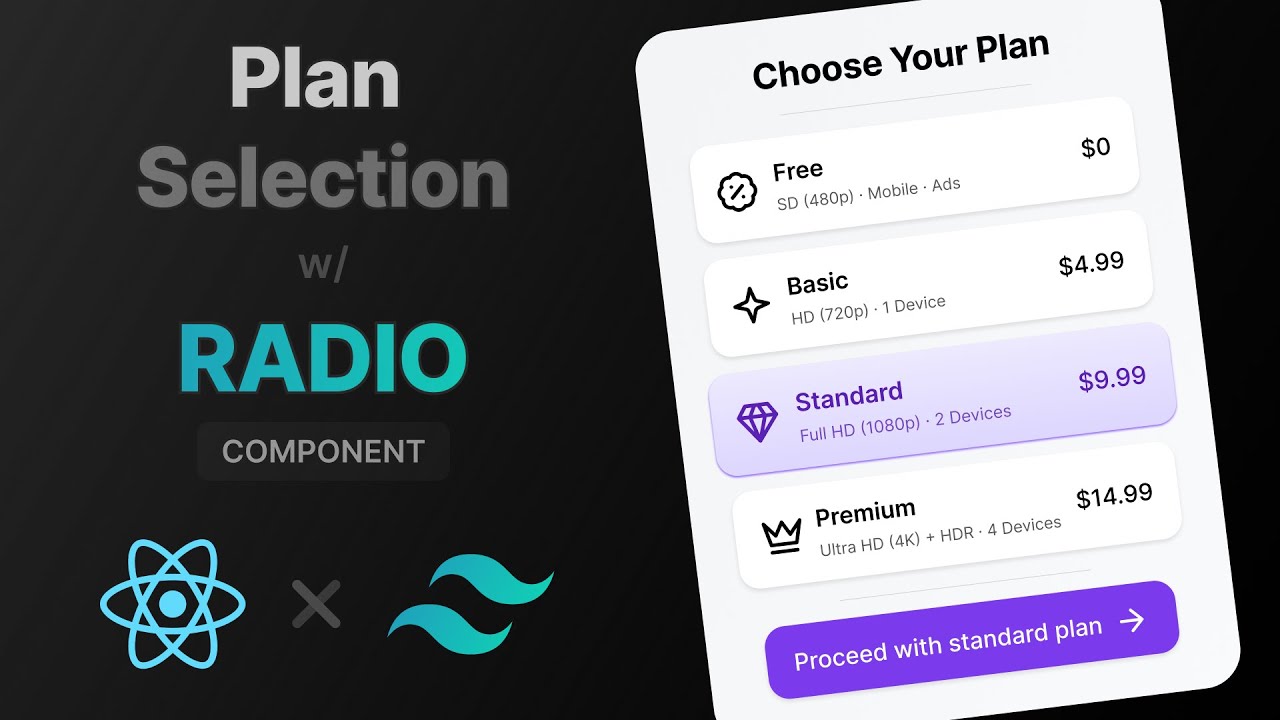 Plan
Selection
w/
RADIO
COMPONENT
Choose Your Plan
Free
$0
SD (480p) · Mobile · Ads
Basic
$4.99
HD (720p) · 1 Device
Standard
$9.99
Full HD (1080p) · 2 Devices
Premium
$14.99
Ultra HD (4K) + HDR · 4 Devices
Proceed with standard plan →